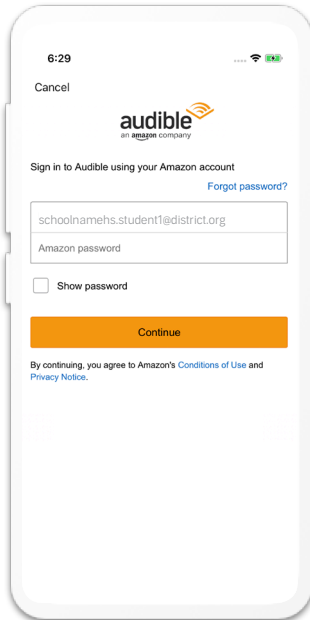 6:29
Cancel
audible
an amazon company
Sign in to Audible using your Amazon account
Forgot password?
schoolnamehs.student1@district.org
Amazon password
Show password
Continue
By continuing, you agree to Amazon's Conditions of Use and
Privacy Notice.